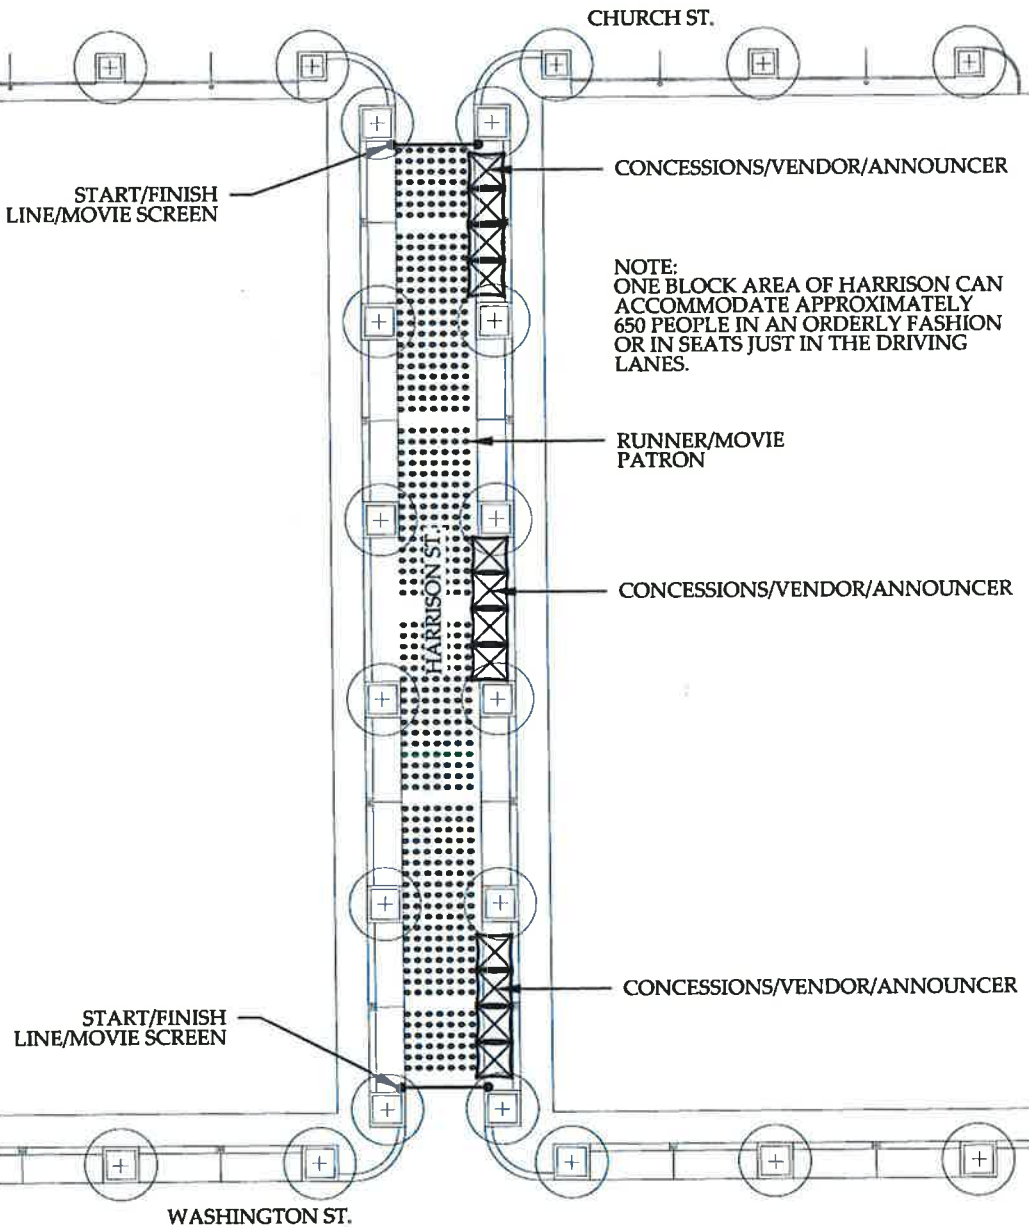 CHURCH ST.
CONCESSIONS/VENDOR/ANNOUNCER
START/FINISH
LINE/MOVIE SCREEN
NOTE:
ONE BLOCK AREA OF HARRISON CAN
ACCOMMODATE APPROXIMATELY
650 PEOPLE IN AN ORDERLY FASHION
OR IN SEATS JUST IN THE DRIVING
LANES.
RUNNER/MOVIE
PATRON
HARRISON ST.
CONCESSIONS/VENDOR/ANNOUNCER
CONCESSIONS/VENDOR/ANNOUNCER
START/FINISH
LINE/MOVIE SCREEN
WASHINGTON ST.